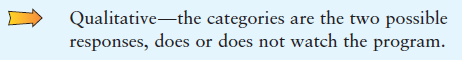 Qualitative—the categories are the two possible
responses, does or does not watch the program.